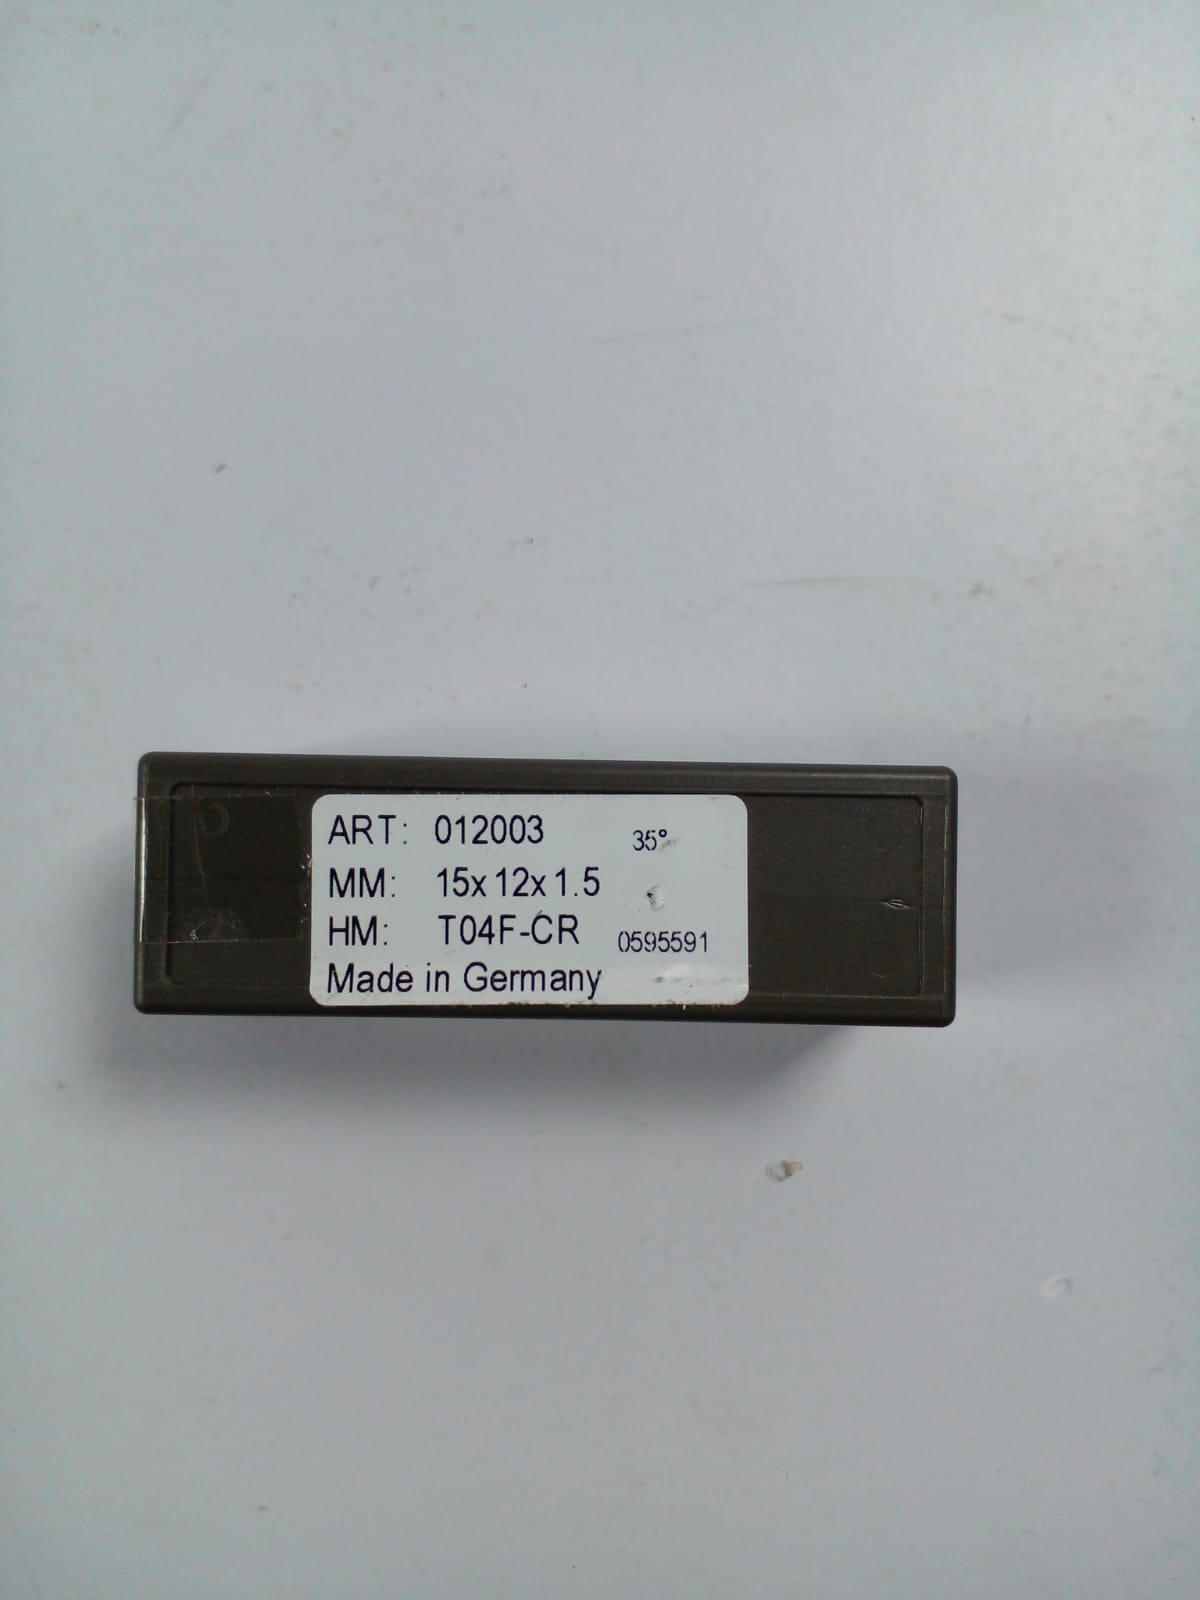 ART: 012003 35°
MM: 15x12x1.5
HM: T04F-CR 0595591
Made in Germany